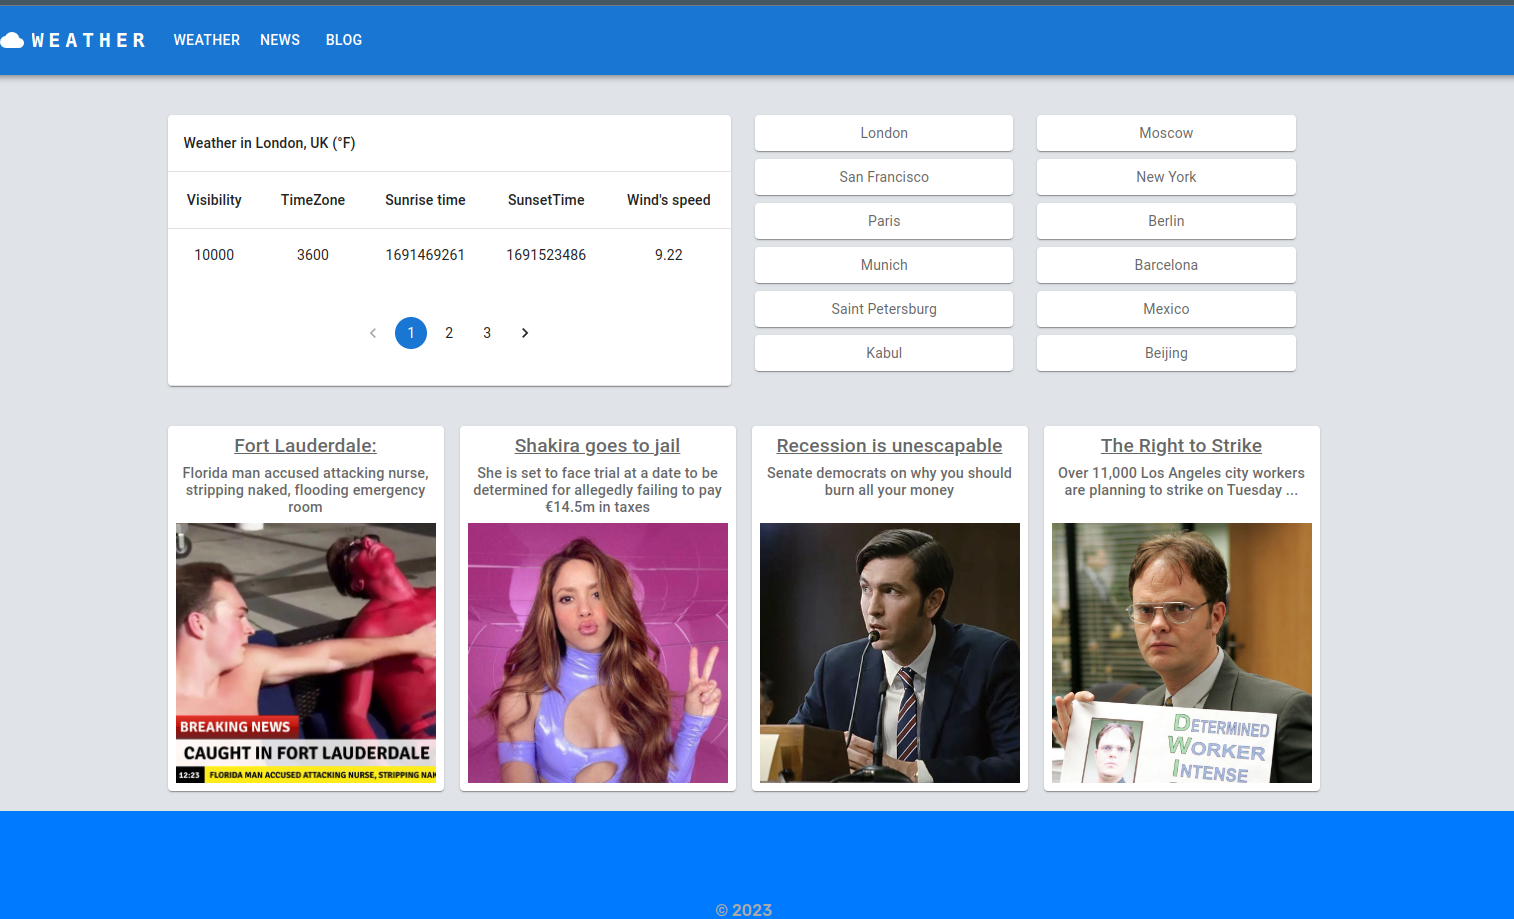 WEATHER
WEATHER NEWS BLOG
Weather in London, UK (°F)
Visibility TimeZone Sunrise time SunsetTime Wind's speed
10000 3600 1691469261 1691523486 9.22
1 2 3
London Moscow
San Francisco New York
Paris Berlin
Munich Barcelona
Saint Petersburg Mexico
Kabul Beijing
Fort Lauderdale:
Florida man accused attacking nurse,
stripping naked, flooding emergency
room
BREAKING NEWS
CAUGHT IN FORT LAUDERDALE
12:23 FLORIDA MAN ACCUSED ATTACKING NURSE, STRIPPING NAK
Shakira goes to jail
She is set to face trial at a date to be
determined for allegedly failing to pay
€14.5m in taxes
Recession is unescapable
Senate democrats on why you should
burn all your money
The Right to Strike
Over 11,000 Los Angeles city workers
are planning to strike on Tuesday ...
DETERMINED
WORKER
INTENSE
© 2023